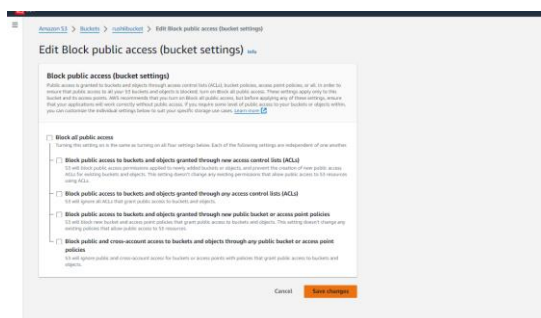 Amazon S3 > Buckets > rushkbucket > Edit Block public access (bucket settings)
Edit Block public access (bucket settings) Info
Block public access (bucket settings)
Public access is granted to buckets and objects through access control lists (ACLs), bucket policies, access point policies, or all. In order to
ensure that public access to all your S3 buckets and objects is blocked, turn on Block all public access. These settings apply only to this
bucket and its access points. AWS recommends that you turn on Block all public access, but before applying any of these settings, ensure
that your applications will work correctly without public access. If you require some level of public access to your buckets or objects within,
you can customize the individual settings below to suit your specific storage use cases. Learn more
Block all public access
Turning this setting on is the same as turning on all four settings below. Each of the following settings are independent of one another.
Block public access to buckets and objects granted through new access control lists (ACLs)
S3 will block public access permissions applied to newly added buckets or objects, and prevent the creation of new public access
ACLs for existing buckets and objects. This setting doesn't change any existing permissions that allow public access to S3 resources
using ACLs.
Block public access to buckets and objects granted through any access control lists (ACLs)
S3 will ignore all ACLs that grant public access to buckets and objects.
Block public access to buckets and objects granted through new public bucket or access point policies
S3 will block new bucket and access point policies that grant public access to buckets and objects. This setting doesn't change any
existing policies that allow public access to S3 resources.
Block public and cross-account access to buckets and objects through any public bucket or access point
policies
S3 will ignore public and cross-account access for buckets or access points with policies that grant public access to buckets and
objects.
Cancel Save changes